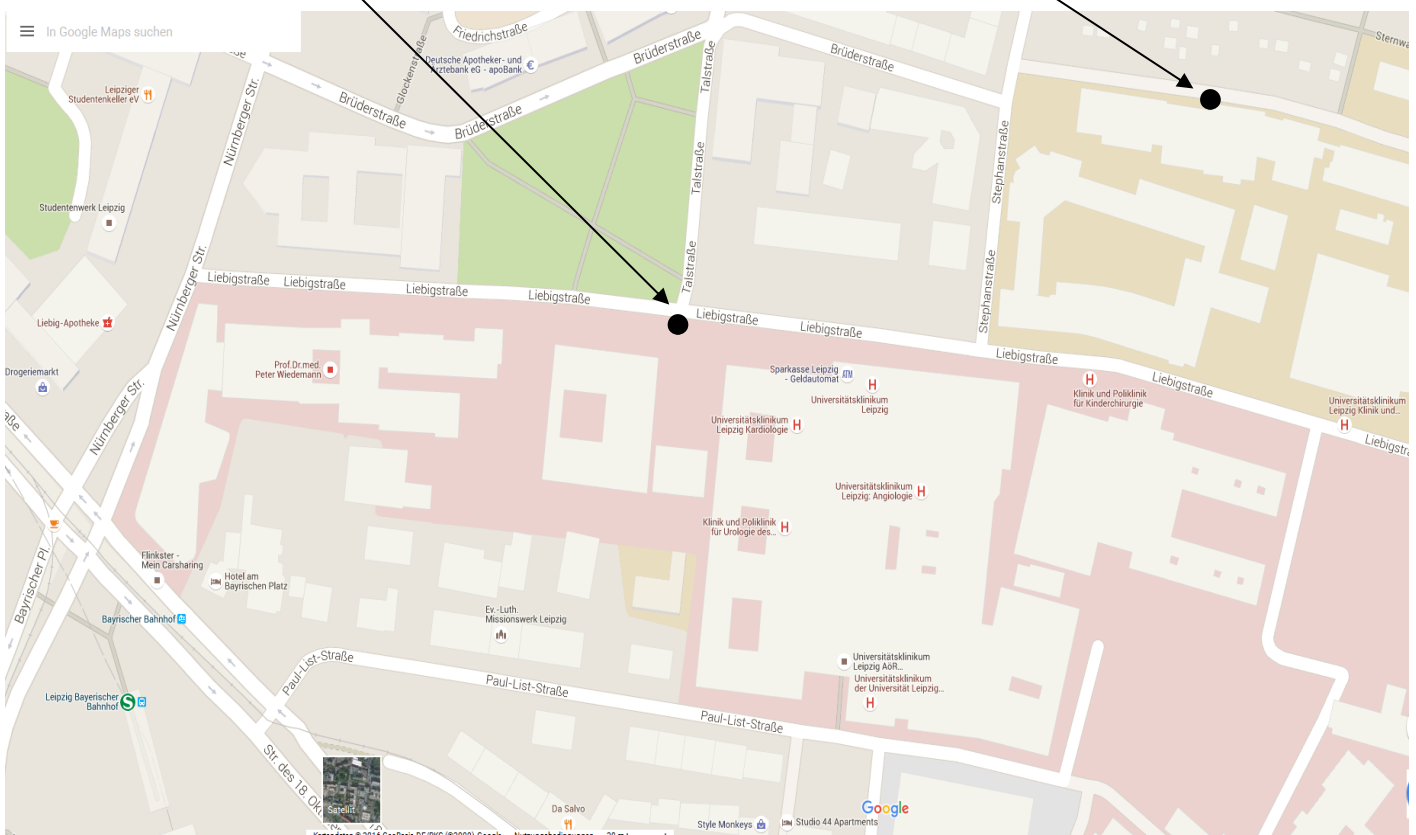 In Google Maps suchen
Friedrichstraße
Glockenstraße
Deutsche Apotheker- und
Ärztebank eG - apoBank
Brüderstraße
Talstraße
Brüderstraße
Leipziger
Studentenkeller eV
Nürnberger Str.
Brüderstraße
Brüderstraße
Stephanstraße
Talstraße
Studentenwerk Leipzig
Nürnberger Str.
Liebigstraße
Liebigstraße
Liebigstraße
Liebigstraße
Talstraße
Stephanstraße
Liebigstraße
Liebigstraße
Liebigstraße
Liebigstraße
Liebig-Apotheke
Drogeriemarkt
Prof.Dr.med.
Peter Wiedemann
Sparkasse Leipzig
- Geldautomat
ATM
H
Universitätsklinikum
Leipzig
H
Klinik und Poliklinik
für Kinderchirurgie
Universitätsklinikum
Leipzig Klinik und...
H
Nürnberger Str.
Universitätsklinikum
Leipzig Kardiologie
H
Universitätsklinikum
Leipzig: Angiologie
H
Klinik und Poliklinik
für Urologie des...
H
Bayrischer Pl.
Flinkster -
Mein Carsharing
Hotel am
Bayrischen Platz
Bayrischer Bahnhof
Ev.-Luth.
Missionswerk Leipzig
Paul-List-Straße
Paul-List-Straße
Paul-List-Straße
Universitätsklinikum
Leipzig AöR...
Universitätsklinikum
der Universität Leipzig...
H
Leipzig Bayerischer
Bahnhof
S
Str. des 18.
Satellit
Da Salvo
Style Monkeys
Studio 44 Apartments
Google